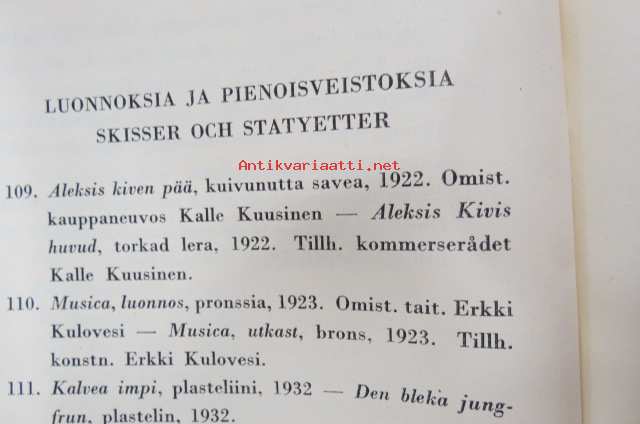 LUONNOKSIA JA PIENOISVEISTOKSIA
SKISSER OCH STATYETTER
Antikvariaatti.net
109. Aleksis kiven pää, kuivunutta savea, 1922. Omist.
kauppaneuvos Kalle Kuusinen — Aleksis Kivis
huvud, torkad lera, 1922. Tillh. kommerserådet
Kalle Kuusinen.
110. Musica, luonnos, pronssia, 1923. Omist. tait. Erkki
Kulovesi — Musica, utkast, brons, 1923. Tillh.
konstn. Erkki Kulovesi.
111. Kalvea impi, plasteliini, 1932 — Den bleka jung-
frun, plastelin, 1932.